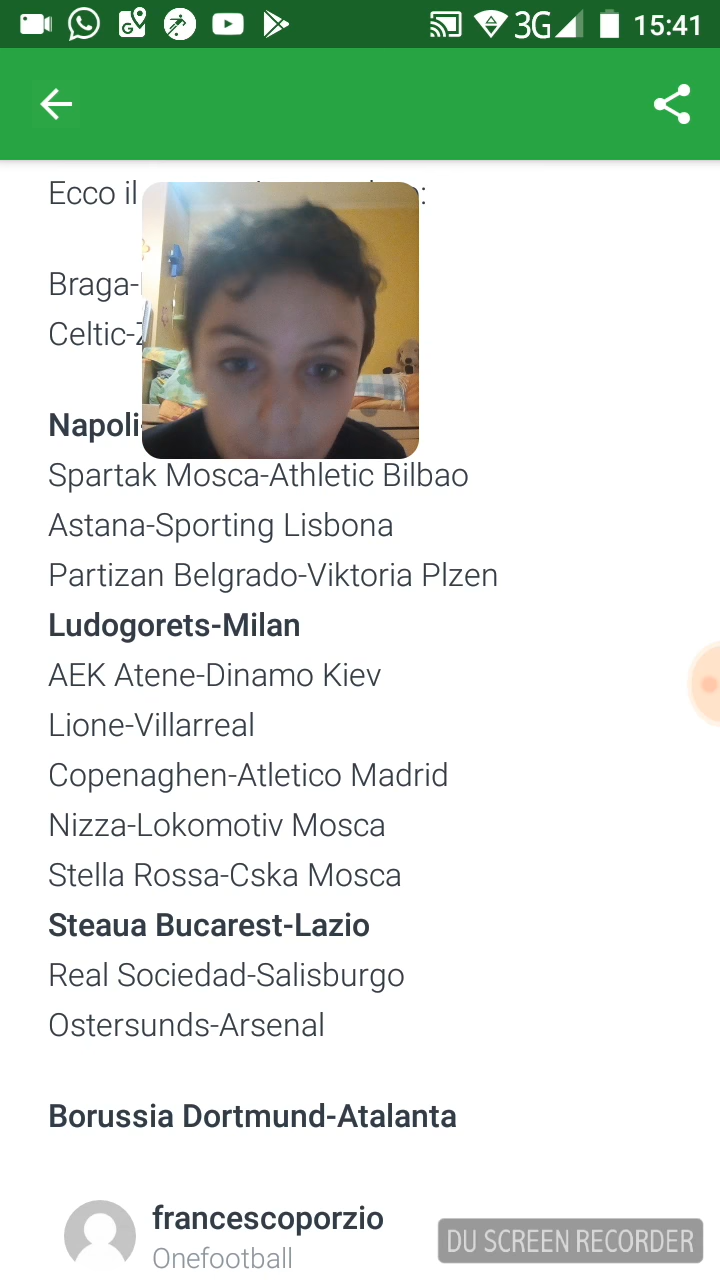 3G 15:41
Ecco il :
Braga-
Celtic-
Napoli
Spartak Mosca-Athletic Bilbao
Astana-Sporting Lisbona
Partizan Belgrado-Viktoria Plzen
Ludogorets-Milan
AEK Atene-Dinamo Kiev
Lione-Villarreal
Copenaghen-Atletico Madrid
Nizza-Lokomotiv Mosca
Stella Rossa-Cska Mosca
Steaua Bucarest-Lazio
Real Sociedad-Salisburgo
Ostersunds-Arsenal
Borussia Dortmund-Atalanta
francescoporzio
Onefootball
DU SCREEN RECORDER